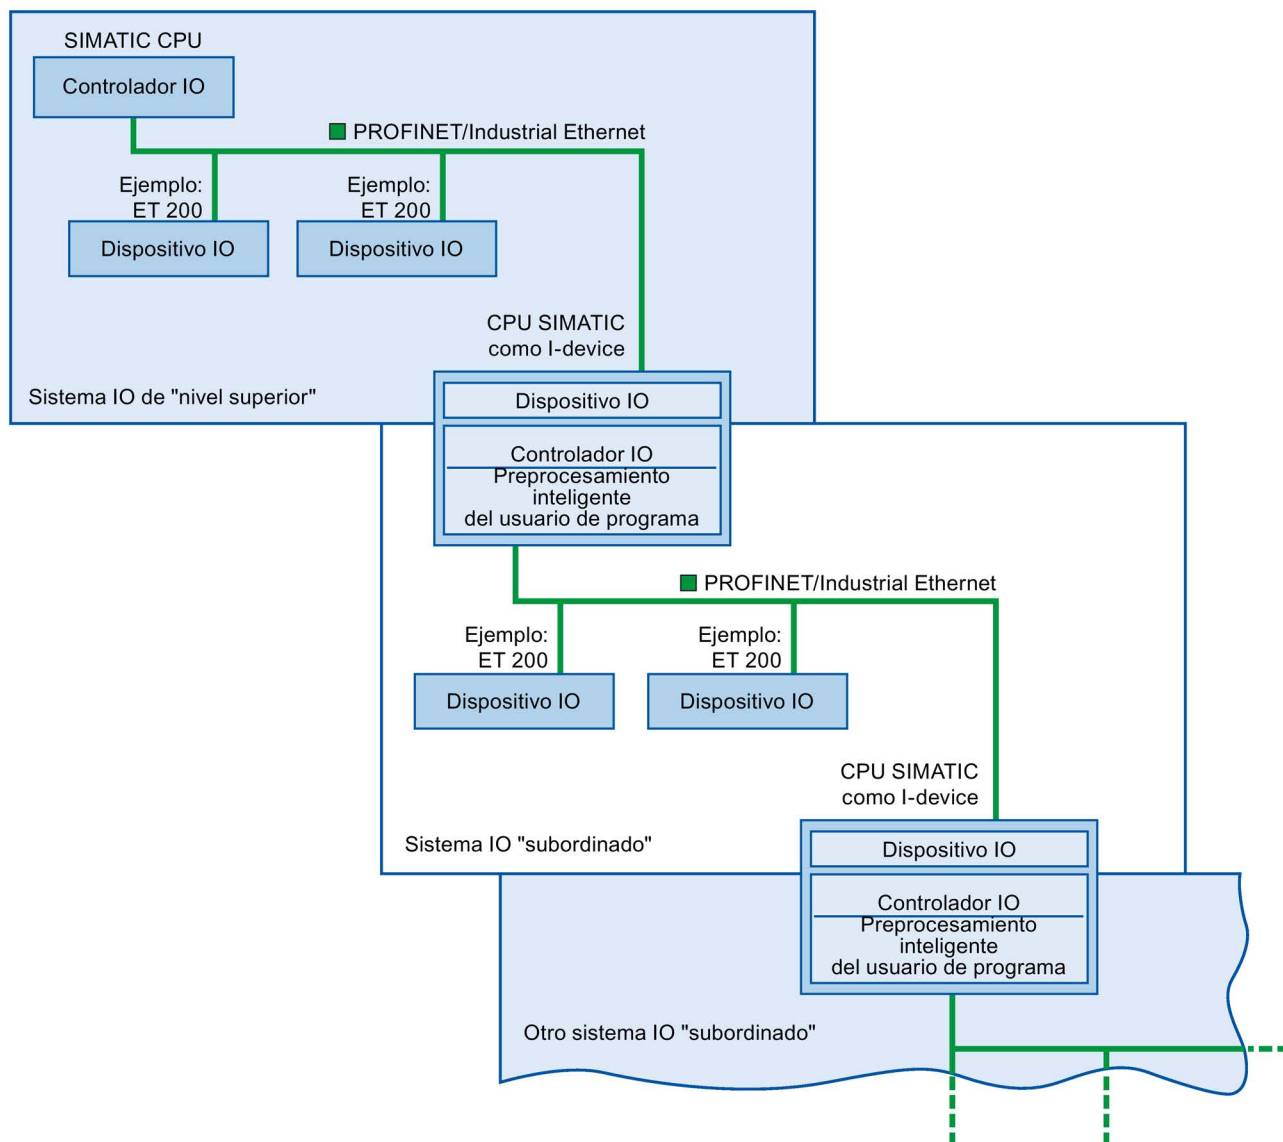 SIMATIC CPU
Controlador IO
PROFINET/Industrial Ethernet
Ejemplo:
ET 200
Dispositivo IO
Ejemplo:
ET 200
Dispositivo IO
CPU SIMATIC
como I-device
Sistema IO de "nivel superior"
Dispositivo IO
Controlador IO
Preprocesamiento
inteligente
del usuario de programa
PROFINET/Industrial Ethernet
Ejemplo:
ET 200
Dispositivo IO
Ejemplo:
ET 200
Dispositivo IO
CPU SIMATIC
como I-device
Sistema IO "subordinado"
Dispositivo IO
Controlador IO
Preprocesamiento
inteligente
del usuario de programa
Otro sistema IO "subordinado"